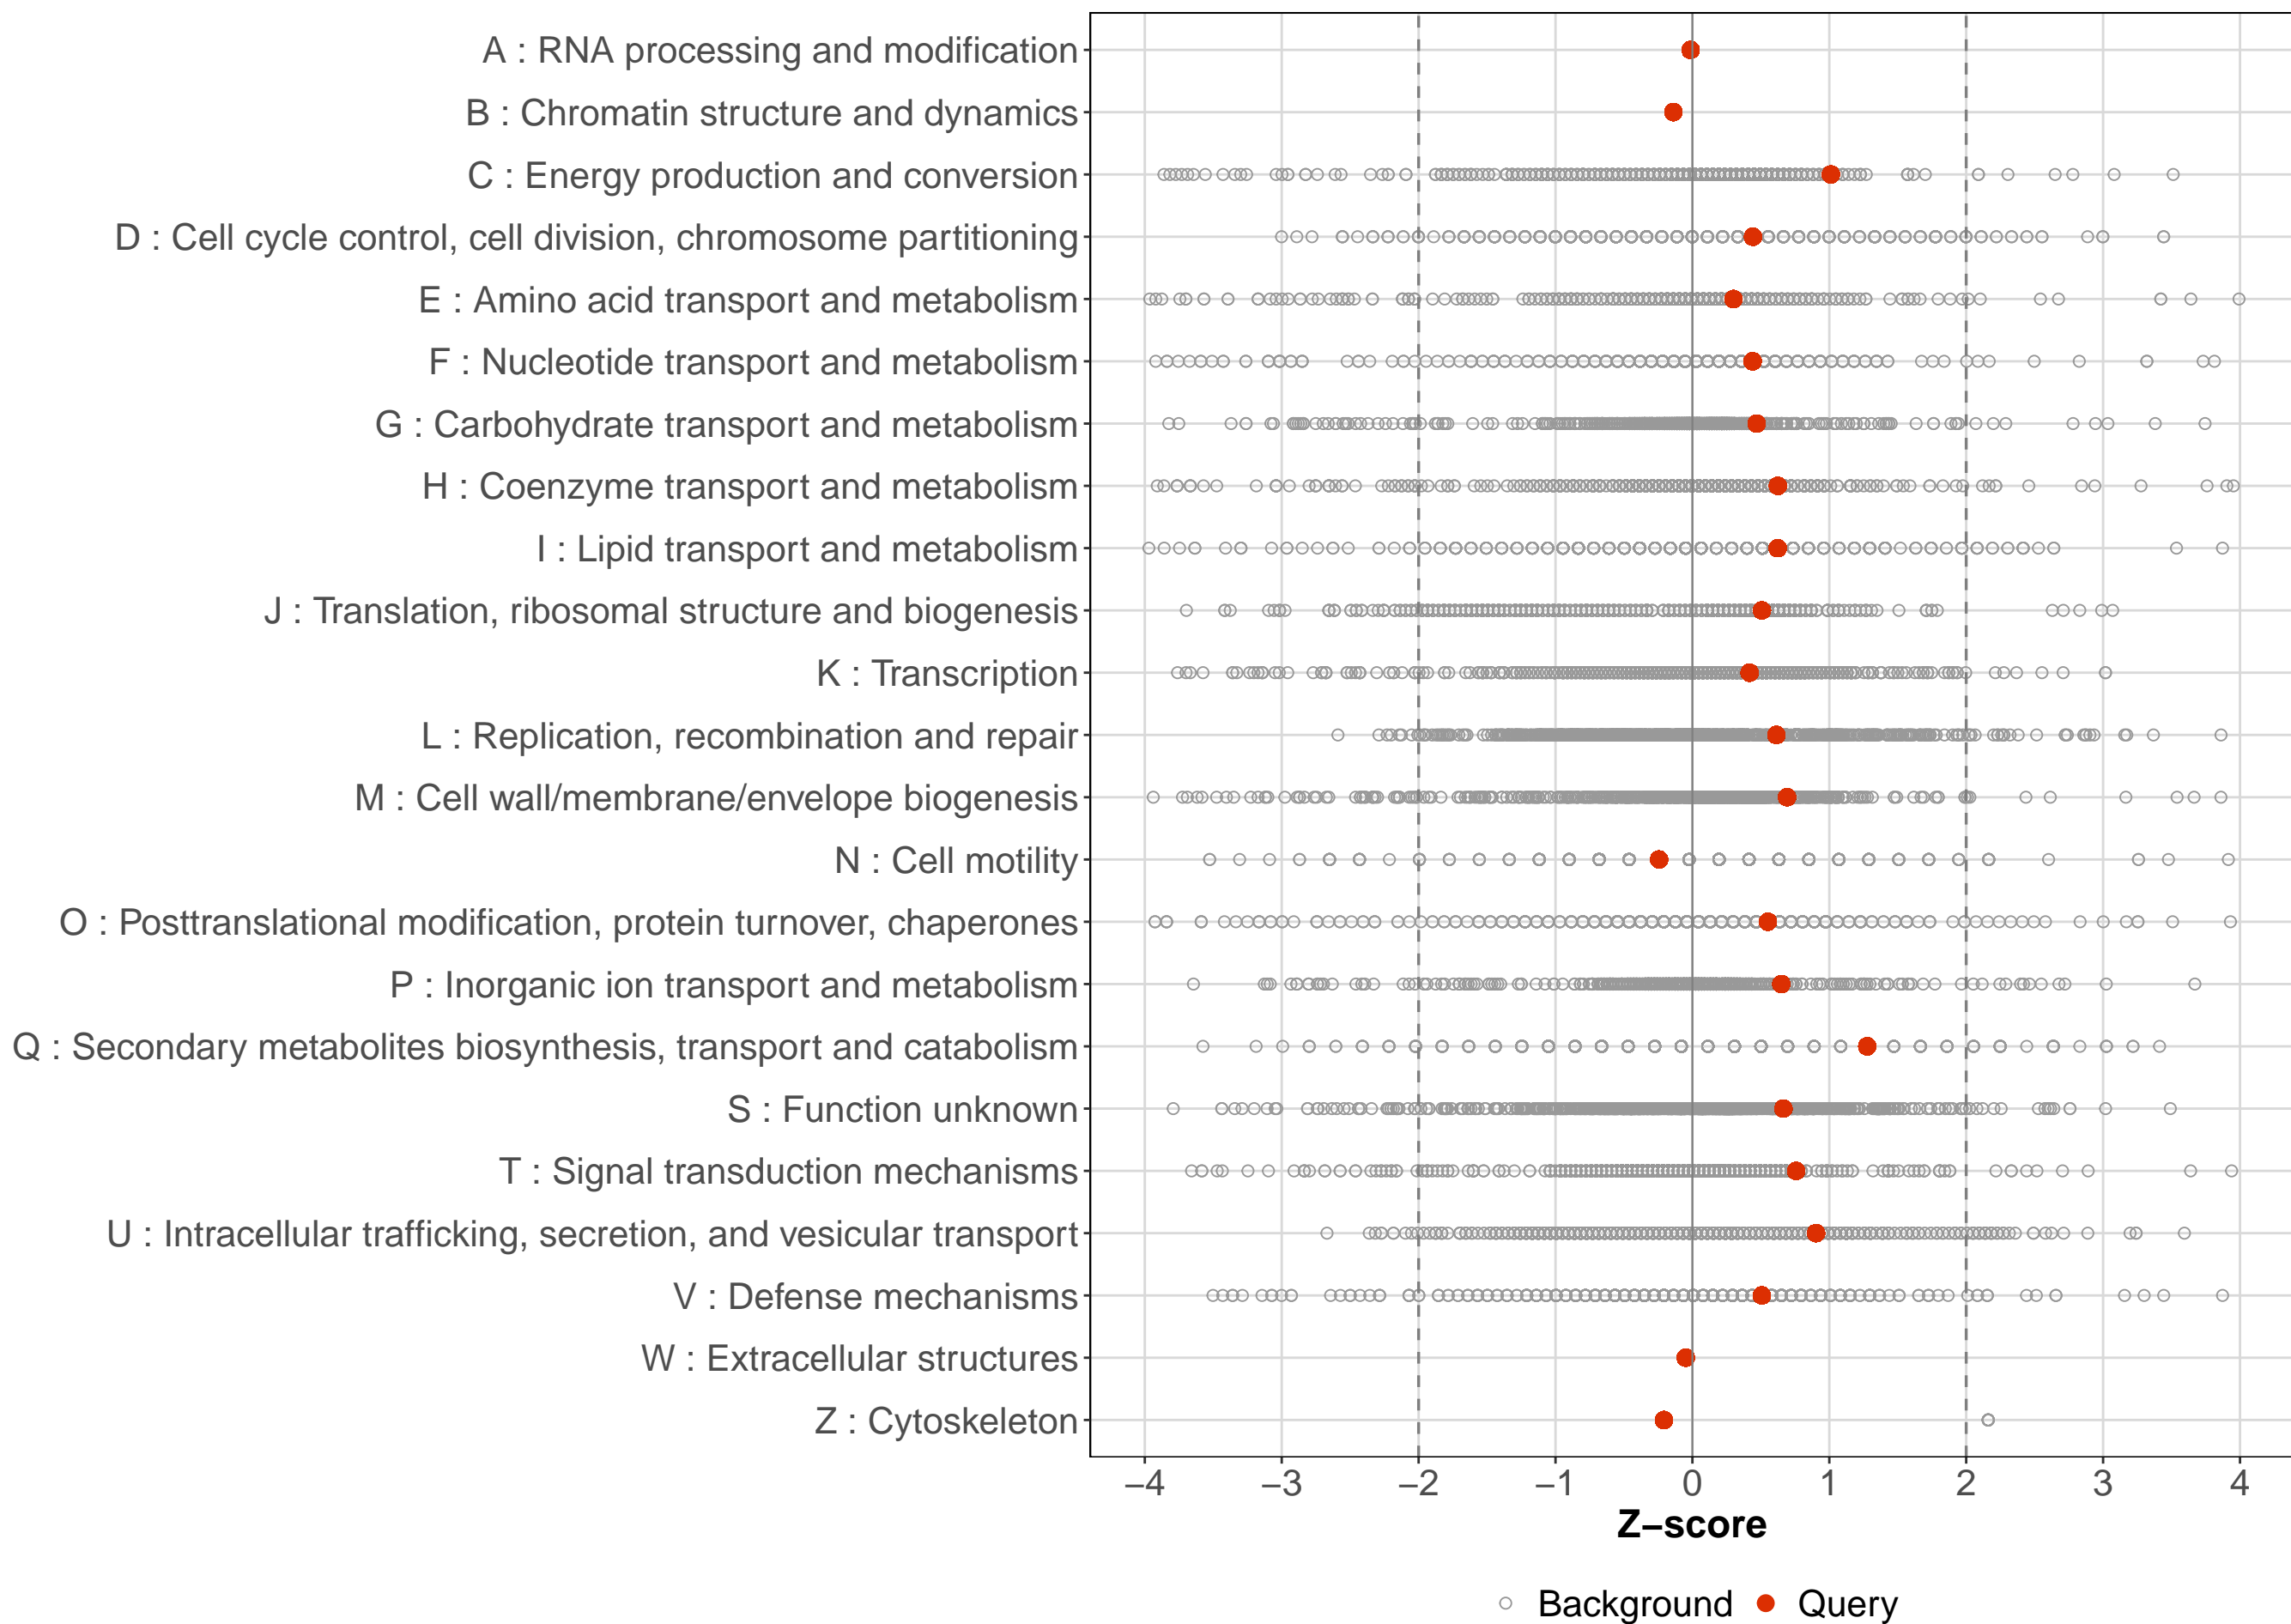 A : RNA processing and modification
B : Chromatin structure and dynamics
C : Energy production and conversion
D : Cell cycle control, cell division, chromosome partitioning
E : Amino acid transport and metabolism
F : Nucleotide transport and metabolism
G : Carbohydrate transport and metabolism
H : Coenzyme transport and metabolism
I : Lipid transport and metabolism
J : Translation, ribosomal structure and biogenesis
K : Transcription
L : Replication, recombination and repair
M : Cell wall/membrane/envelope biogenesis
N : Cell motility
O : Posttranslational modification, protein turnover, chaperones
P : Inorganic ion transport and metabolism
Q : Secondary metabolites biosynthesis, transport and catabolism
S : Function unknown
T : Signal transduction mechanisms
U : Intracellular trafficking, secretion, and vesicular transport
V : Defense mechanisms
W : Extracellular structures
Z : Cytoskeleton
−4 −3 −2 −1 0 1 2 3 4
Z−score
Background Query